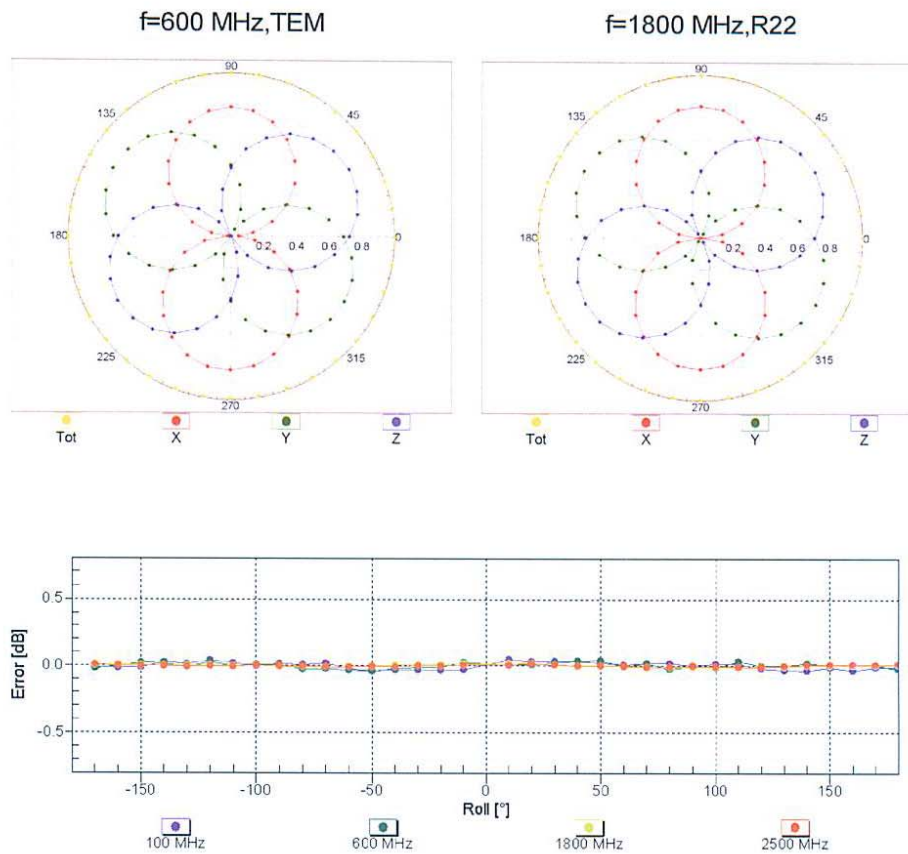 f=600 MHz,TEM
f=1800 MHz,R22
90
135
45
180
0.2 0.4 0.6 0.8
0
225
315
270
Tot X Y Z
90
135
45
180
0.2 0.4 0.6 0.8
0
225
315
270
Tot X Y Z
Error [dB]
0.5
0.0
-0.5
-150 -100 -50 0 50 100 150
Roll [°]
100 MHz 600 MHz 1800 MHz 2500 MHz